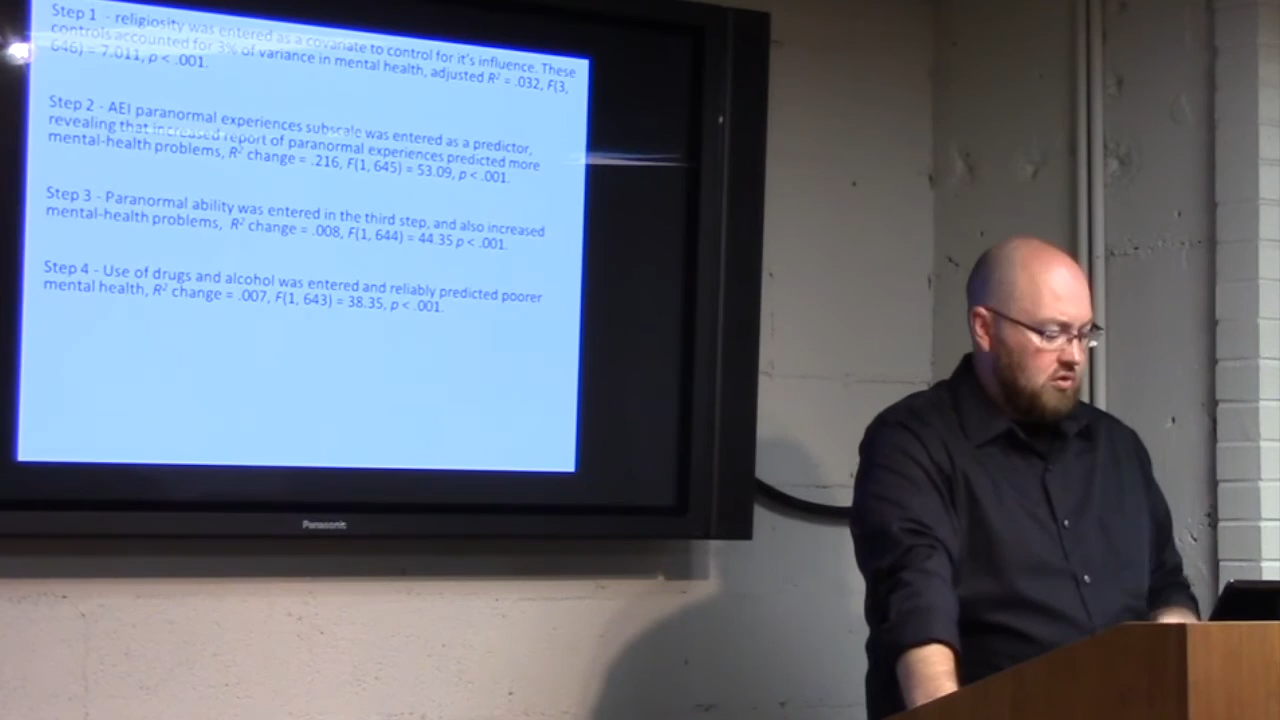 Step 1 - religiosity was entered as a covariate to control for it's influence. These
controls accounted for 3% of variance in mental health, adjusted R² = .032, F(3,
646) = 7.011, p < .001.
Step 2 - AEI paranormal experiences subscale was entered as a predictor,
revealing that increased report of paranormal experiences predicted more
mental-health problems, R² change = .216, F(1, 645) = 53.09, p < .001.
Step 3 - Paranormal ability was entered in the third step, and also increased
mental-health problems, R² change = .008, F(1, 644) = 44.35 p < .001.
Step 4 - Use of drugs and alcohol was entered and reliably predicted poorer
mental health, R² change = .007, F(1, 643) = 38.35, p < .001.
Panasonic